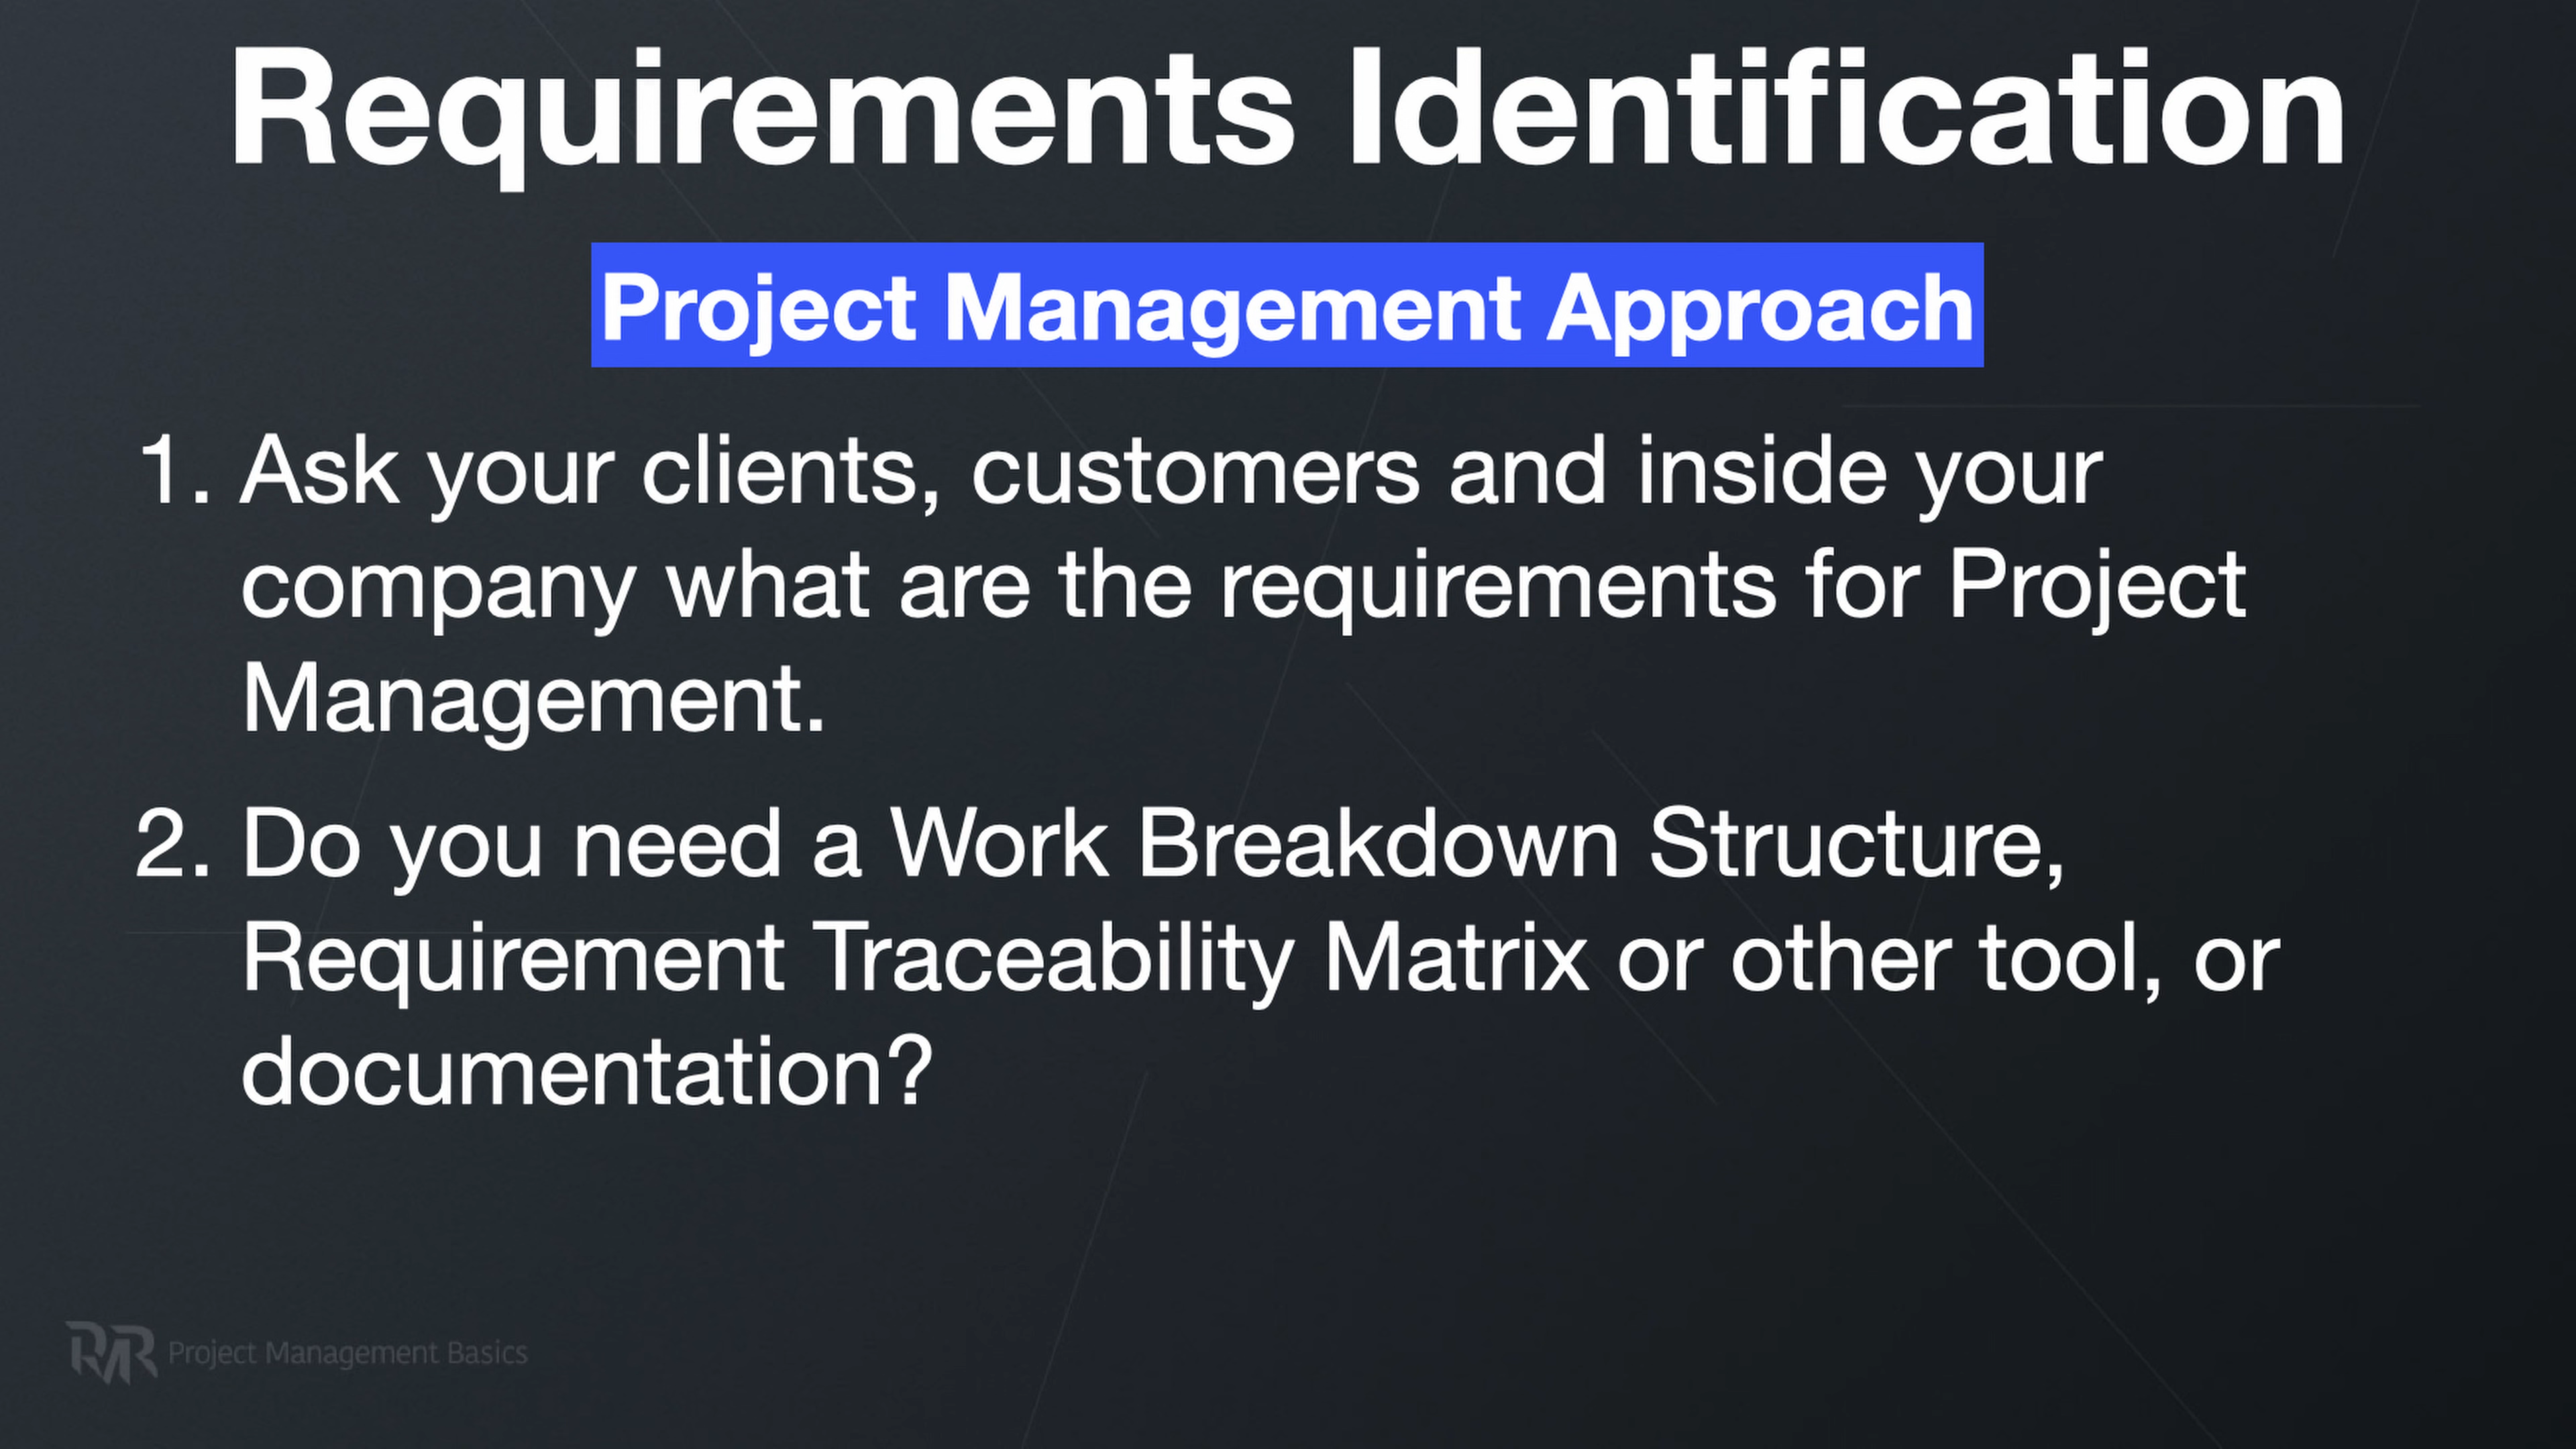 Requirements Identification
Project Management Approach
1. Ask your clients, customers and inside your
company what are the requirements for Project
Management.
2. Do you need a Work Breakdown Structure,
Requirement Traceability Matrix or other tool, or
documentation?
Project Management Basics